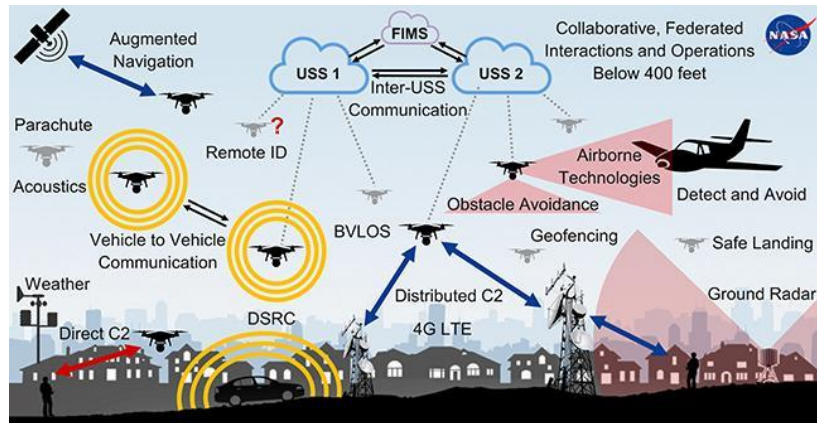 FIMS
Augmented
Navigation
USS 1
USS 2
Collaborative, Federated
Interactions and Operations
Below 400 feet
NASA
Inter-USS
Communication
Parachute
?
Remote ID
Airborne
Technologies
Acoustics
Detect and Avoid
Obstacle Avoidance
BVLOS
Vehicle to Vehicle
Communication
Geofencing
Safe Landing
Weather
Distributed C2
Ground Radar
DSRC
Direct C2
4G LTE